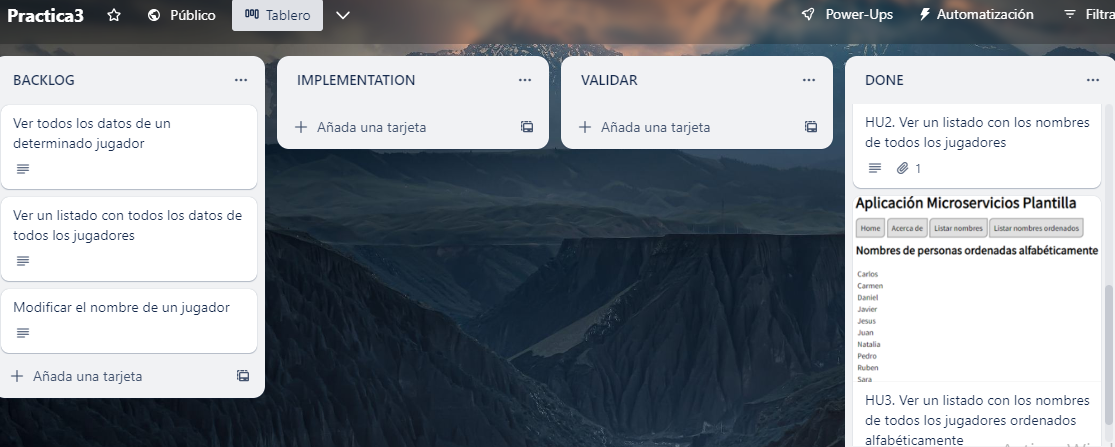 Practica3
Público
Tablero
Power-Ups
Automatización
Filtra
BACKLOG
Ver todos los datos de un
determinado jugador
Ver un listado con todos los datos de
todos los jugadores
Modificar el nombre de un jugador
Añada una tarjeta
IMPLEMENTATION
Añada una tarjeta
VALIDAR
Añada una tarjeta
DONE
HU2. Ver un listado con los nombres
de todos los jugadores
1
Aplicación Microservicios Plantilla
Home Acerca de Listar nombres Listar nombres ordenados
Nombres de personas ordenadas alfabéticamente
Carlos
Carmen
Daniel
Javier
Jesus
Juan
Natalia
Pedro
Ruben
Sara
HU3. Ver un listado con los nombres
de todos los jugadores ordenados
alfabéticamente